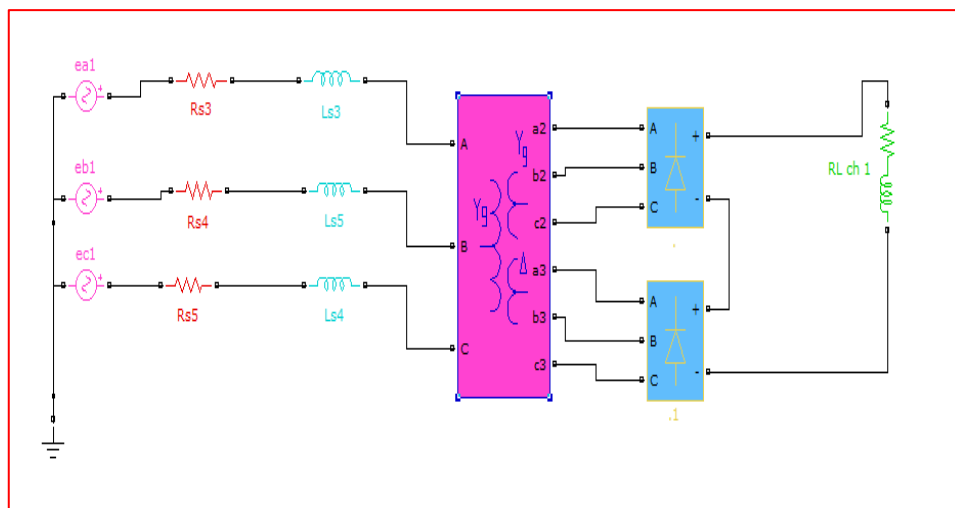 ea1
+
Rs3
Ls3
eb1
+
Rs4
Ls5
ec1
+
Rs5
Ls4
A
B
C
Yg
Yg
Δ
a2
b2
c2
a3
b3
c3
A
B
C
+
-
.
A
B
C
+
-
.1
RL ch 1